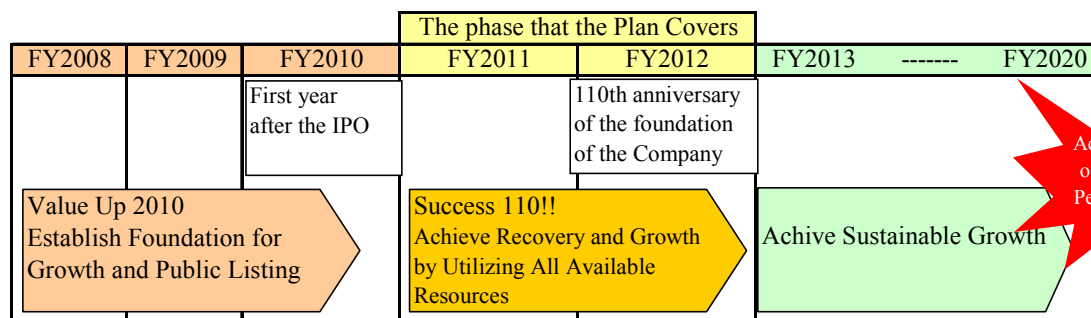 The phase that the Plan Covers
FY2008 FY2009 FY2010 FY2011 FY2012 FY2013 ------- FY2020
First year
after the IPO
110th anniversary
of the foundation
of the Company
Value Up 2010
Establish Foundation for
Growth and Public Listing
Success 110!!
Achieve Recovery and Growth
by Utilizing All Available
Resources
Achive Sustainable Growth